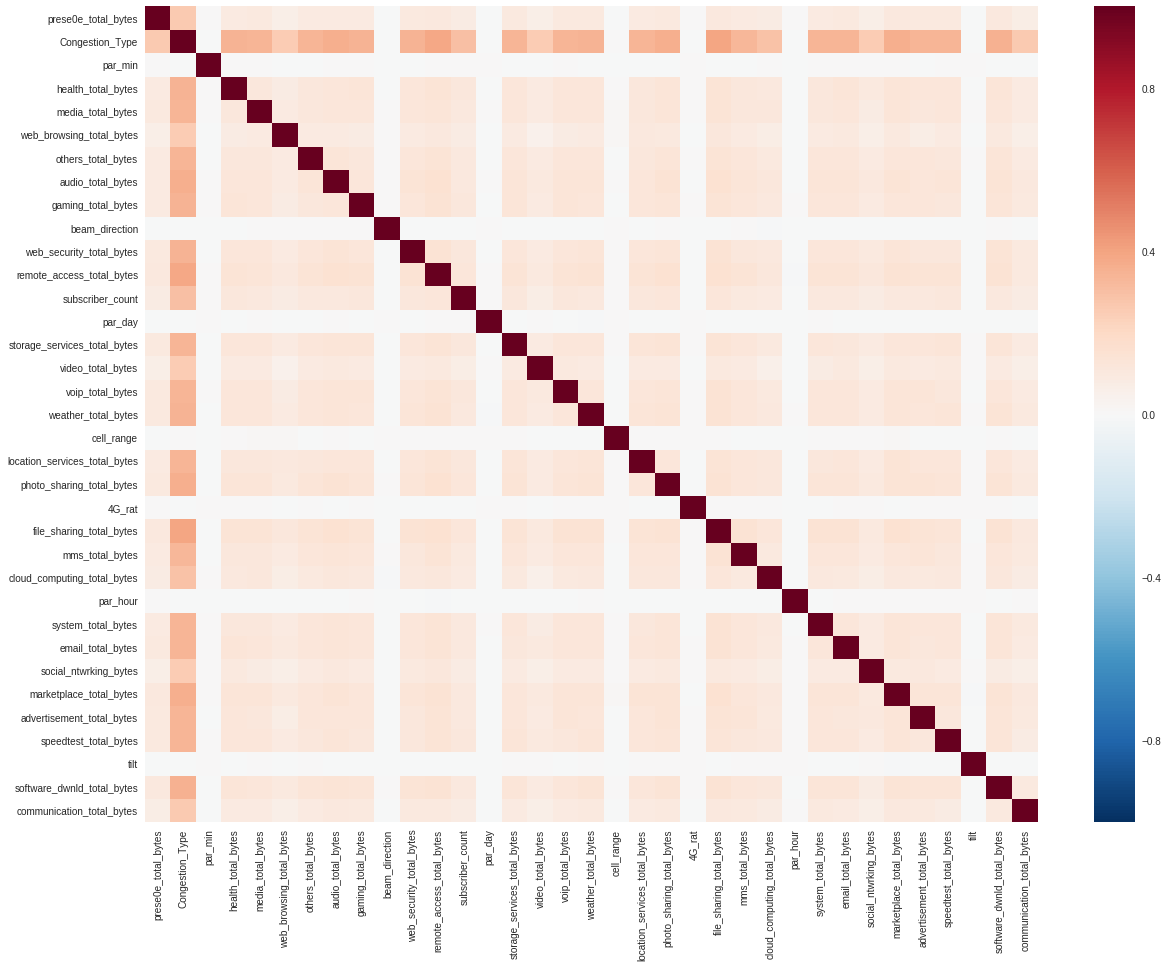 prese0e_total_bytes
Congestion_Type
par_min
health_total_bytes
media_total_bytes
web_browsing_total_bytes
others_total_bytes
audio_total_bytes
gaming_total_bytes
beam_direction
web_security_total_bytes
remote_access_total_bytes
subscriber_count
par_day
storage_services_total_bytes
video_total_bytes
voip_total_bytes
weather_total_bytes
cell_range
location_services_total_bytes
photo_sharing_total_bytes
4G_rat
file_sharing_total_bytes
mms_total_bytes
cloud_computing_total_bytes
par_hour
system_total_bytes
email_total_bytes
social_ntwrking_bytes
marketplace_total_bytes
advertisement_total_bytes
speedtest_total_bytes
tilt
software_dwnld_total_bytes
communication_total_bytes
prese0e_total_bytes
Congestion_Type
par_min
health_total_bytes
media_total_bytes
web_browsing_total_bytes
others_total_bytes
audio_total_bytes
gaming_total_bytes
beam_direction
web_security_total_bytes
remote_access_total_bytes
subscriber_count
par_day
storage_services_total_bytes
video_total_bytes
voip_total_bytes
weather_total_bytes
cell_range
location_services_total_bytes
photo_sharing_total_bytes
4G_rat
file_sharing_total_bytes
mms_total_bytes
cloud_computing_total_bytes
par_hour
system_total_bytes
email_total_bytes
social_ntwrking_bytes
marketplace_total_bytes
advertisement_total_bytes
speedtest_total_bytes
tilt
software_dwnld_total_bytes
communication_total_bytes
0.8
0.4
0.0
−0.4
−0.8